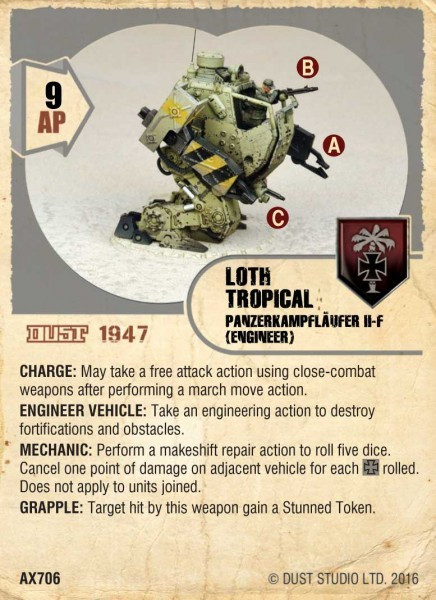 9
AP
B
A
C
LOTH
TROPICAL
PANZERKAMPFLÄUFER II-F
(ENGINEER)
DUST 1947
CHARGE: May take a free attack action using close-combat
weapons after performing a march move action.
ENGINEER VEHICLE: Take an engineering action to destroy
fortifications and obstacles.
MECHANIC: Perform a makeshift repair action to roll five dice.
Cancel one point of damage on adjacent vehicle for each rolled.
Does not apply to units joined.
GRAPPLE: Target hit by this weapon gain a Stunned Token.
AX706
© DUST STUDIO LTD. 2016